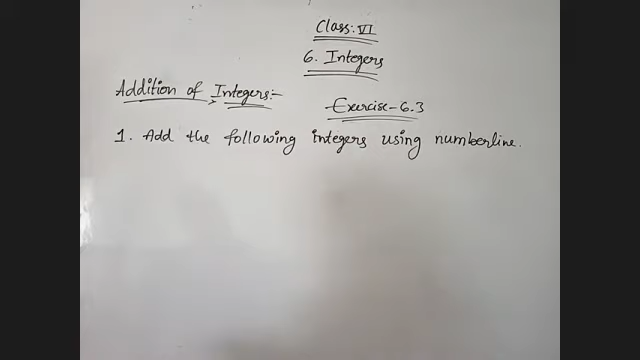 Class: VI
6. Integers
Addition of Integers:-
Exercise-6.3
1. Add the following integers using numberline.